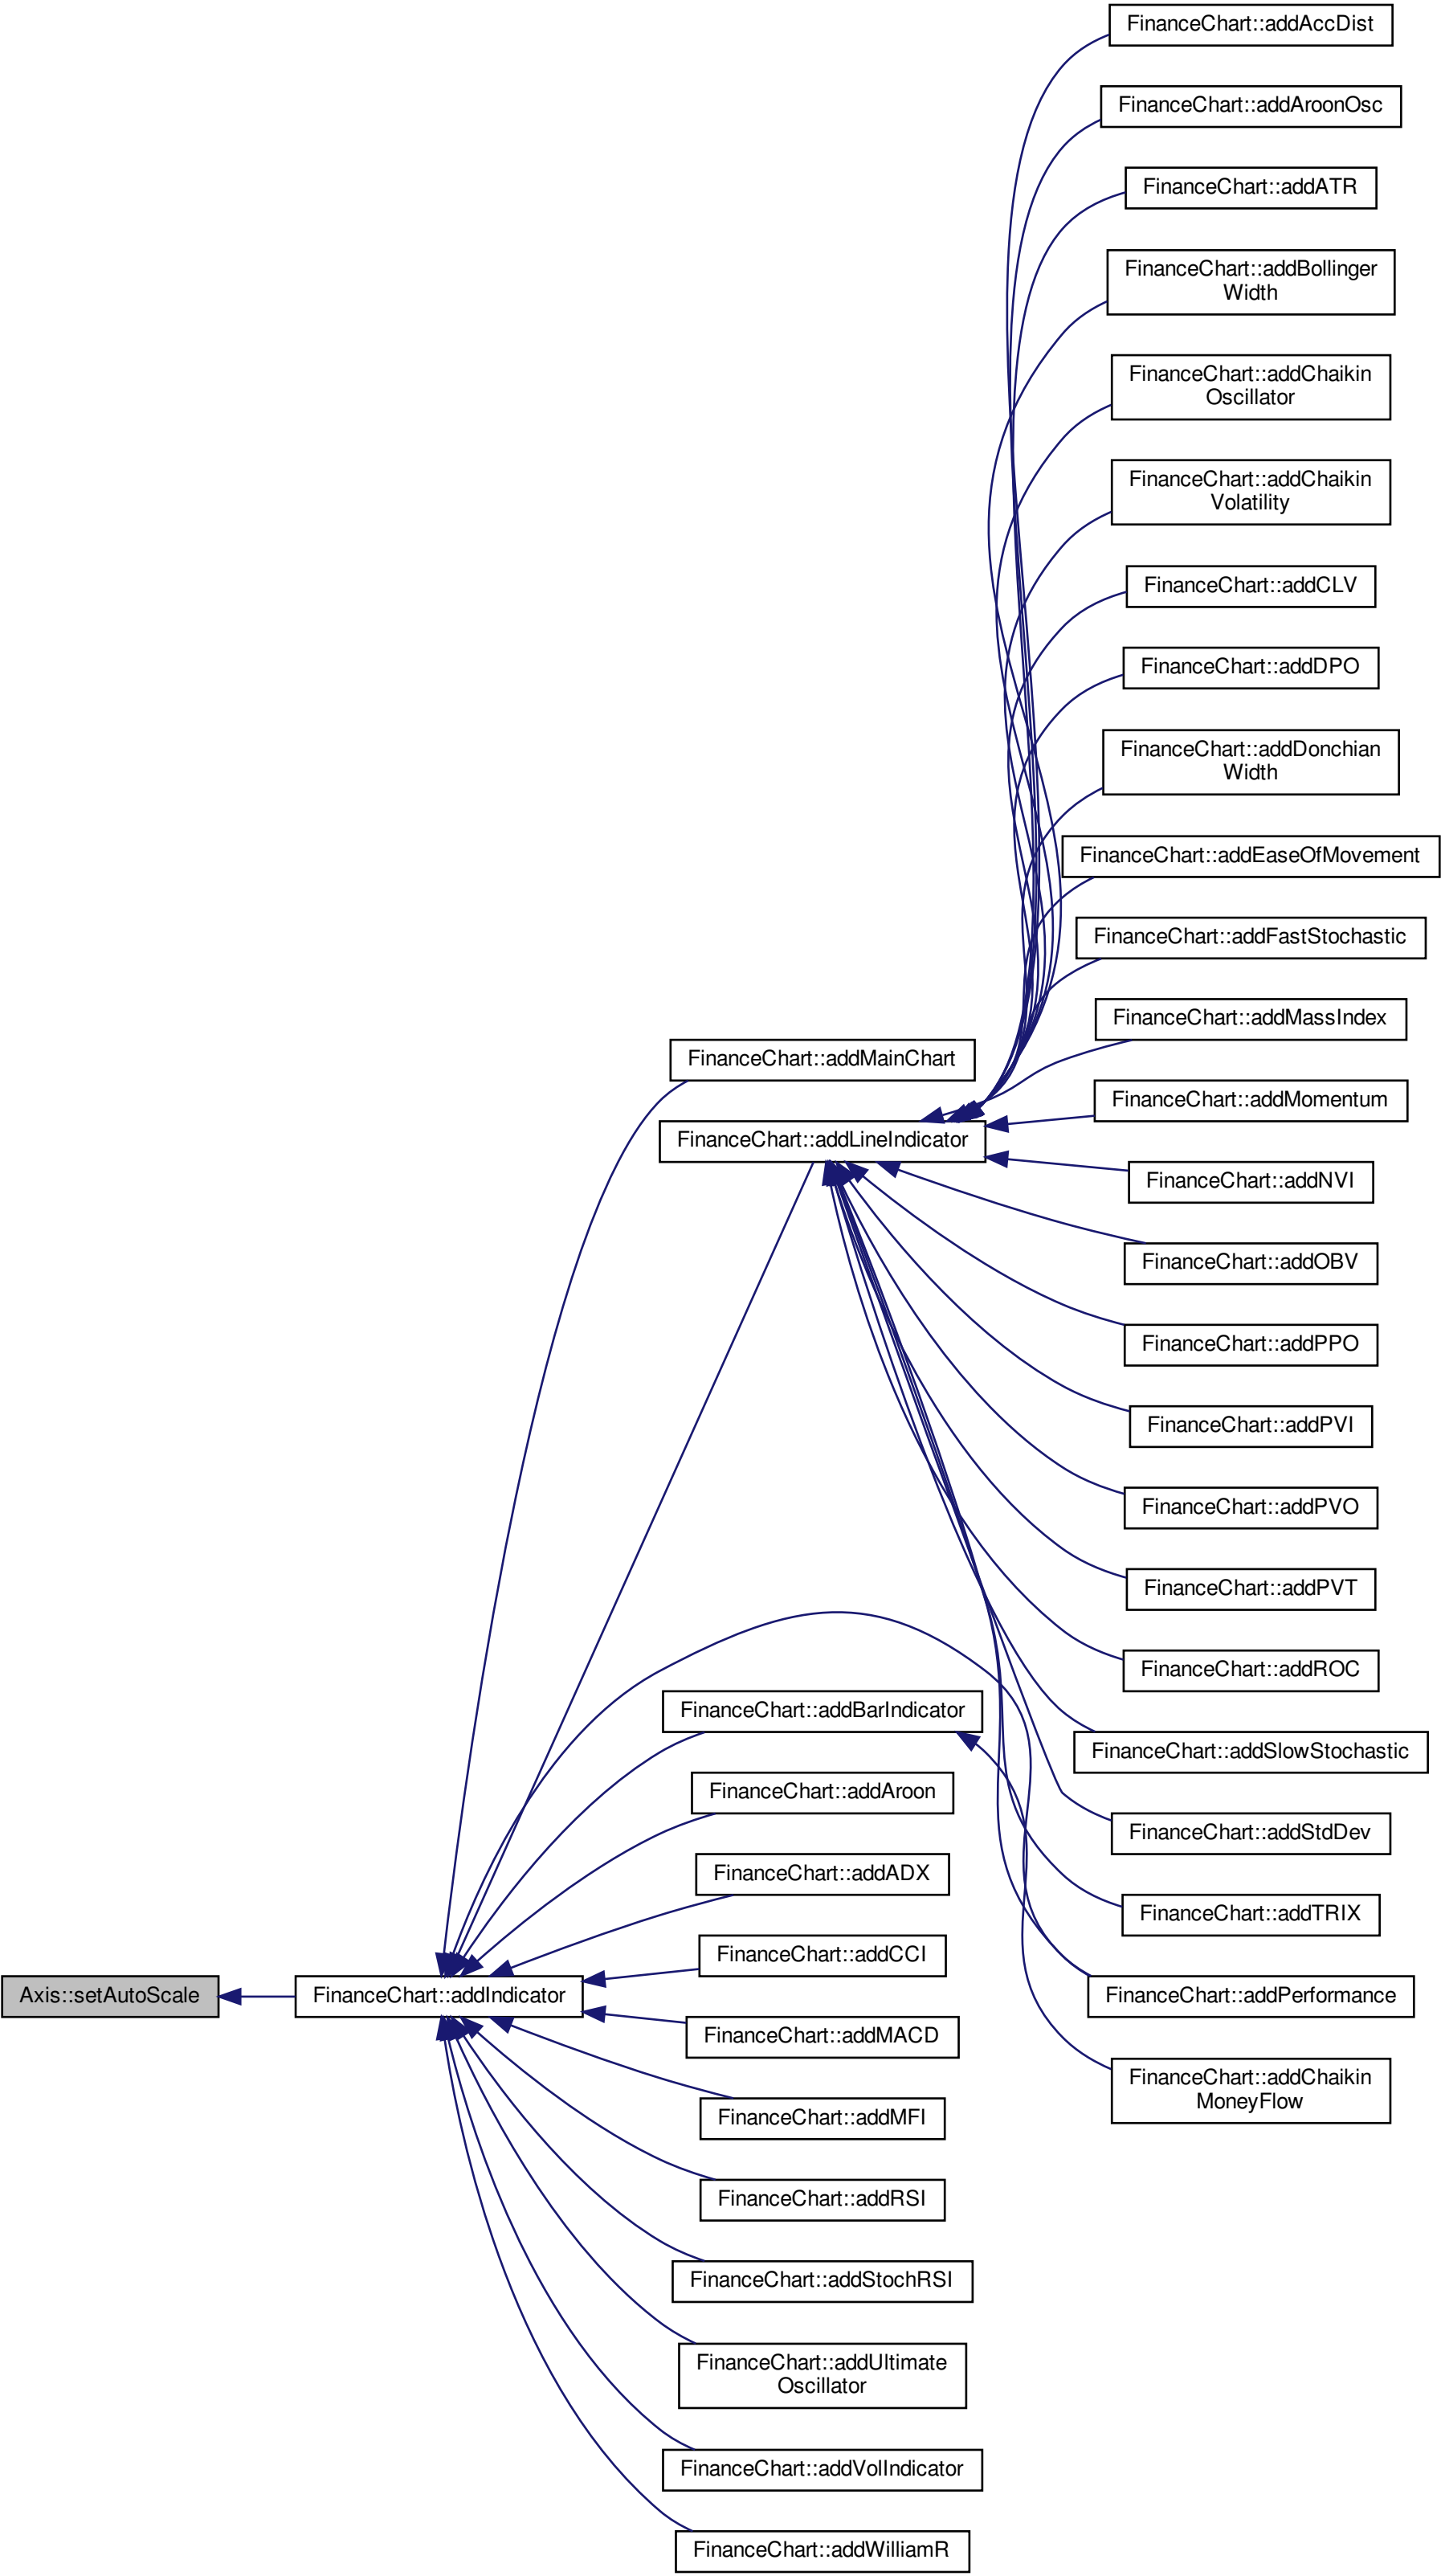 FinanceChart::addAccDist
FinanceChart::addAroonOsc
FinanceChart::addATR
FinanceChart::addBollinger
Width
FinanceChart::addChaikin
Oscillator
FinanceChart::addChaikin
Volatility
FinanceChart::addCLV
FinanceChart::addDPO
FinanceChart::addDonchian
Width
FinanceChart::addEaseOfMovement
FinanceChart::addFastStochastic
FinanceChart::addMassIndex
FinanceChart::addMainChart
FinanceChart::addMomentum
FinanceChart::addLineIndicator
FinanceChart::addNVI
FinanceChart::addOBV
FinanceChart::addPPO
FinanceChart::addPVI
FinanceChart::addPVO
FinanceChart::addPVT
FinanceChart::addROC
FinanceChart::addBarIndicator
FinanceChart::addSlowStochastic
FinanceChart::addAroon
FinanceChart::addStdDev
FinanceChart::addADX
FinanceChart::addTRIX
FinanceChart::addCCI
Axis::setAutoScale
FinanceChart::addIndicator
FinanceChart::addPerformance
FinanceChart::addMACD
FinanceChart::addChaikin
MoneyFlow
FinanceChart::addMFI
FinanceChart::addRSI
FinanceChart::addStochRSI
FinanceChart::addUltimate
Oscillator
FinanceChart::addVolIndicator
FinanceChart::addWilliamR